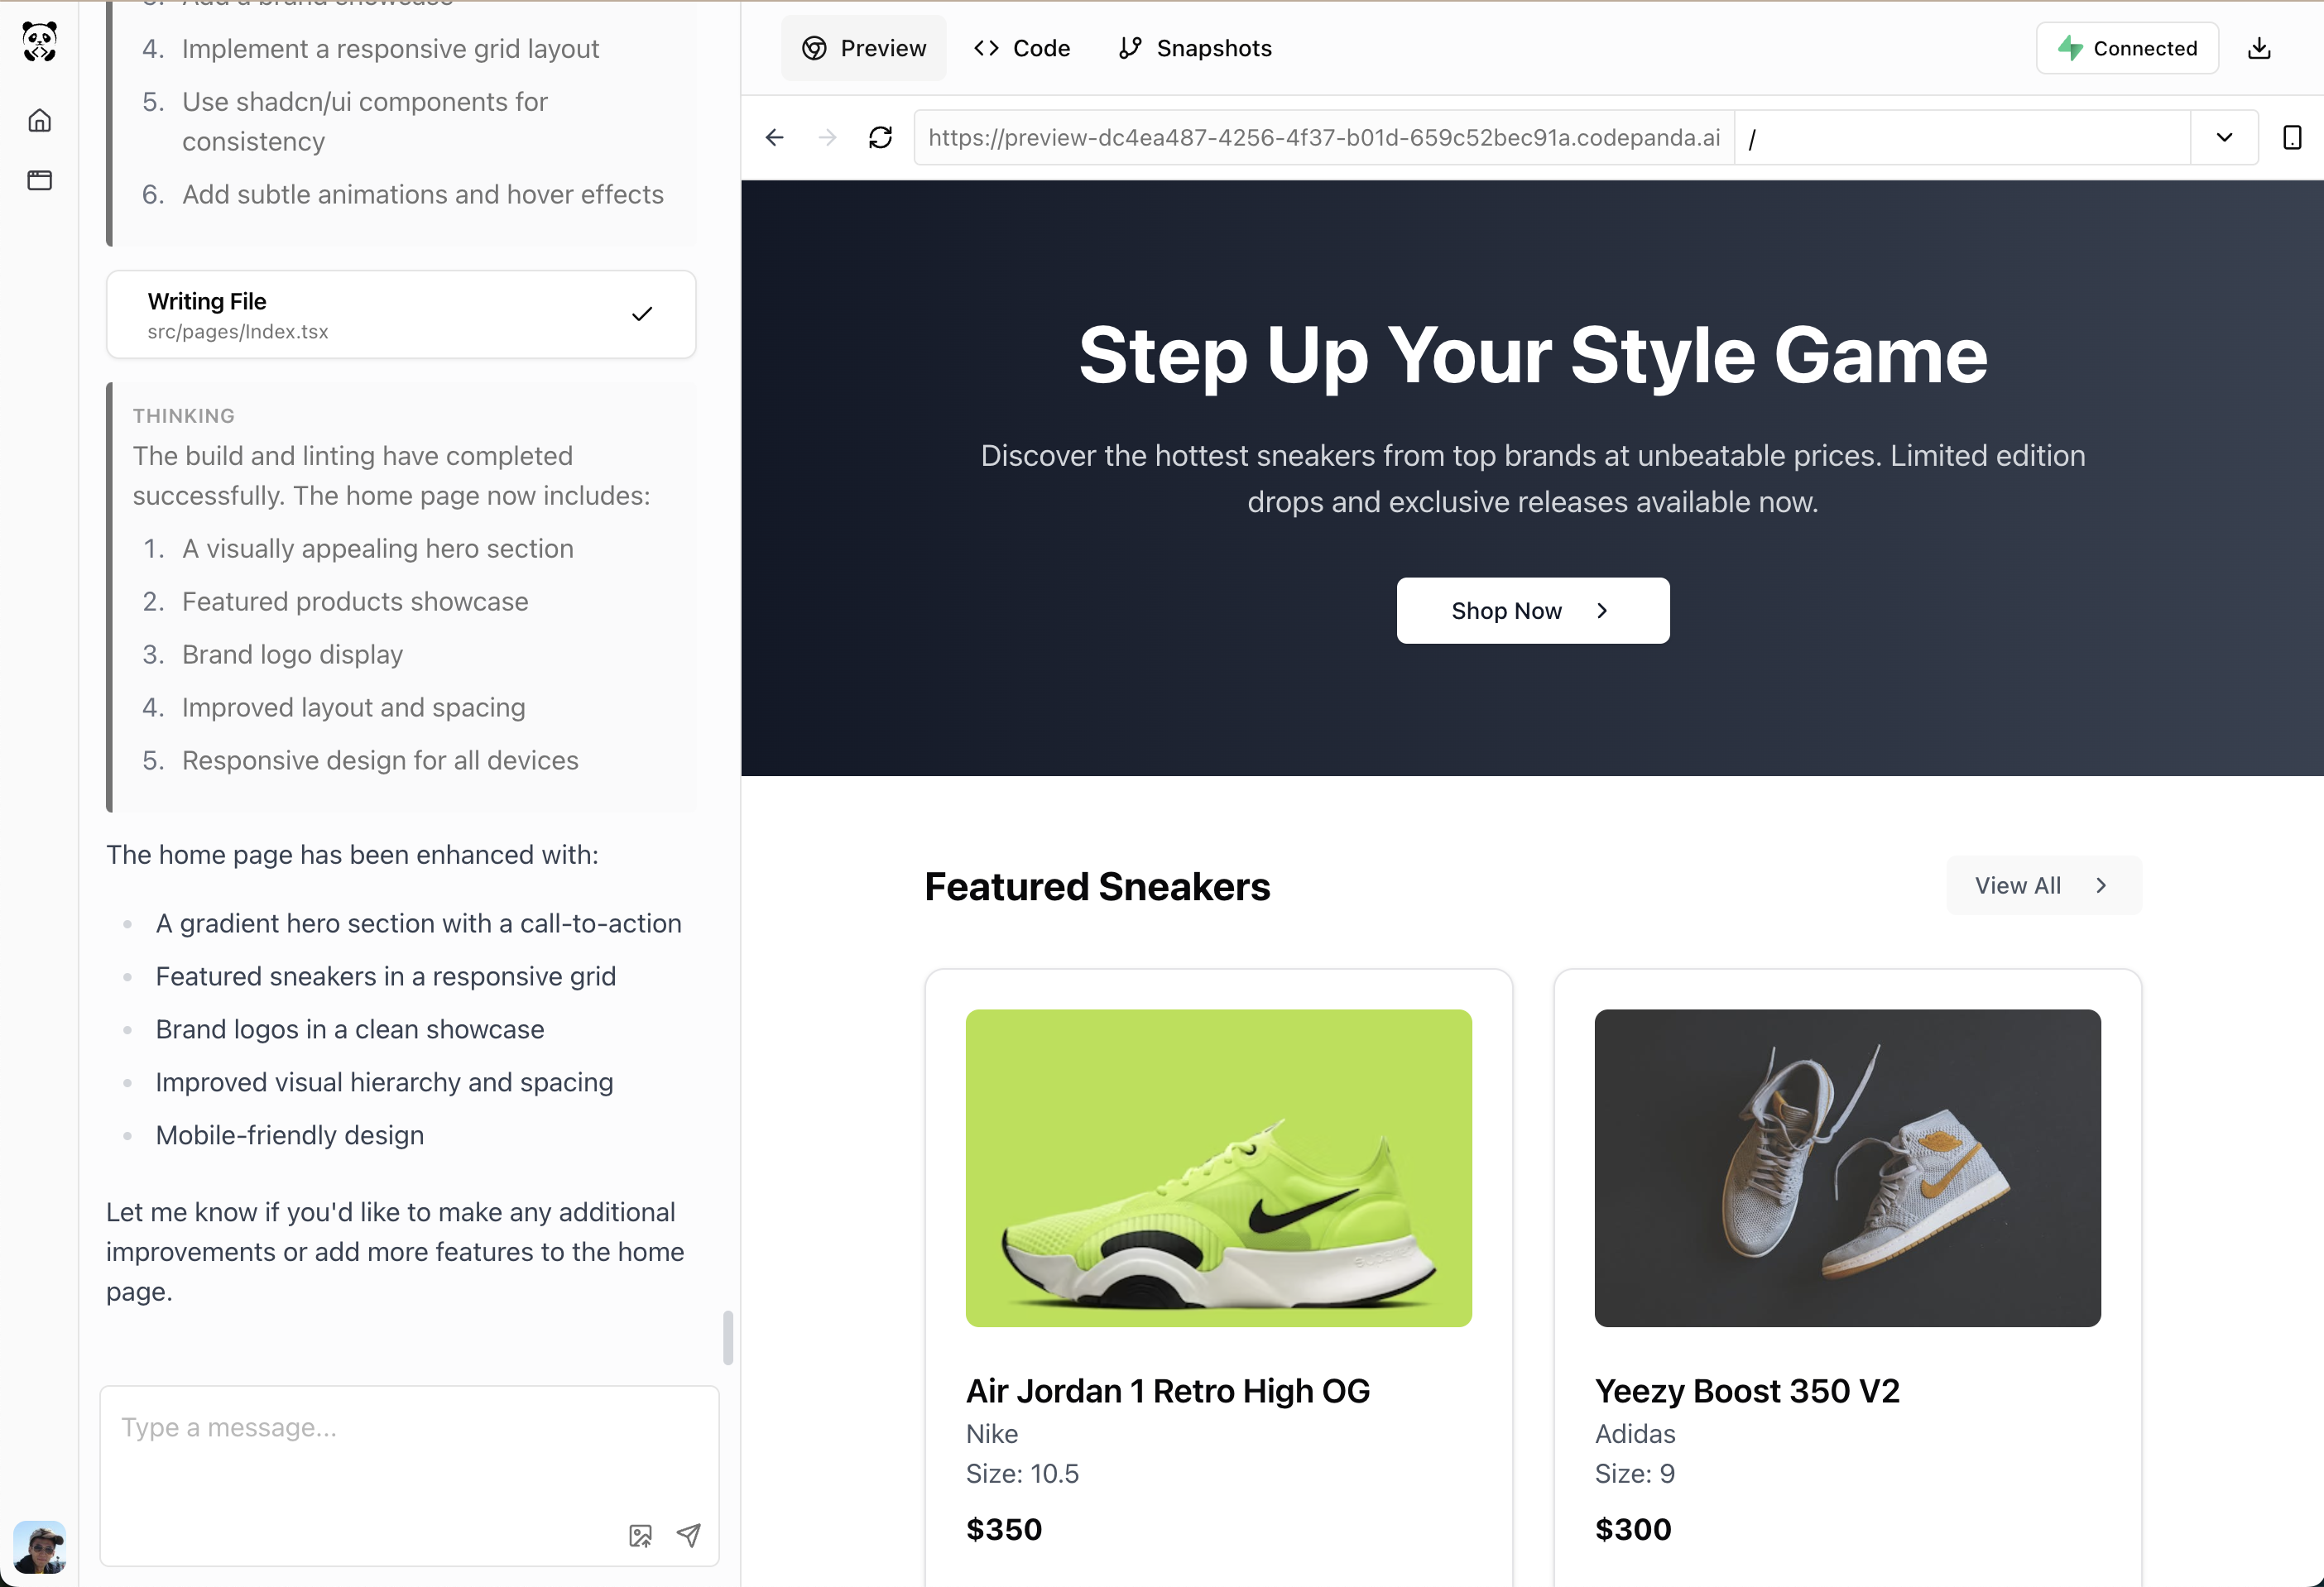 4. Implement a responsive grid layout
5. Use shadcn/ui components for
consistency
6. Add subtle animations and hover effects
Writing File
src/pages/Index.tsx
THINKING
The build and linting have completed
successfully. The home page now includes:
1. A visually appealing hero section
2. Featured products showcase
3. Brand logo display
4. Improved layout and spacing
5. Responsive design for all devices
The home page has been enhanced with:
• A gradient hero section with a call-to-action
• Featured sneakers in a responsive grid
• Brand logos in a clean showcase
• Improved visual hierarchy and spacing
• Mobile-friendly design
Let me know if you'd like to make any additional
improvements or add more features to the home
page.
Type a message...
Preview
Code
Snapshots
Connected
https://preview-dc4ea487-4256-4f37-b01d-659c52bec91a.codepanda.ai /
Step Up Your Style Game
Discover the hottest sneakers from top brands at unbeatable prices. Limited edition
drops and exclusive releases available now.
Shop Now
Featured Sneakers
View All
Air Jordan 1 Retro High OG
Nike
Size: 10.5
$350
Yeezy Boost 350 V2
Adidas
Size: 9
$300